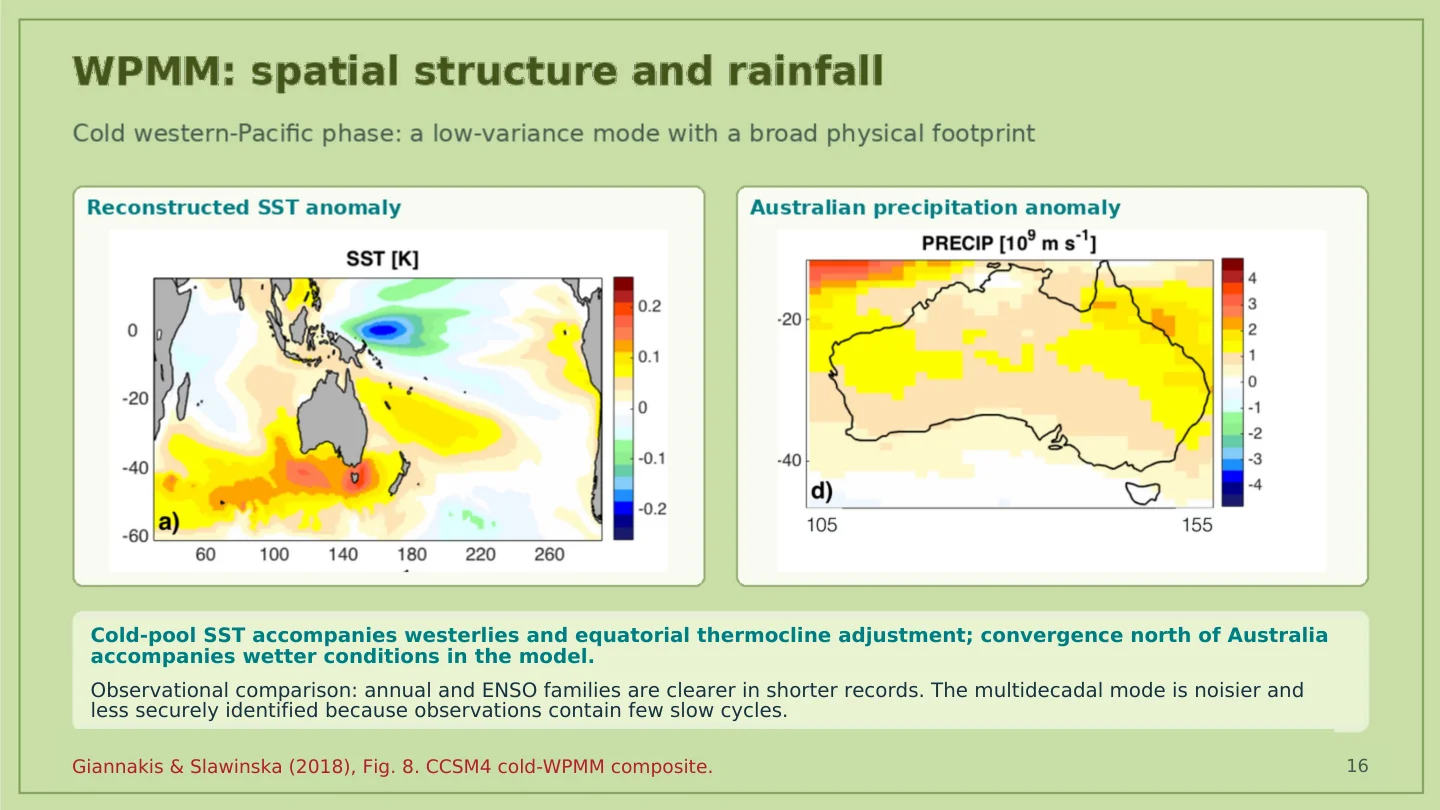 WPMM: spatial structure and rainfall
Cold western-Pacific phase: a low-variance mode with a broad physical footprint
Reconstructed SST anomaly
SST [K]
0
-20
-40
-60
60 100 140 180 220 260
0.2
0.1
0
-0.1
-0.2
a)
Australian precipitation anomaly
PRECIP [10⁹ m s⁻¹]
-20
-40
105 155
4
3
2
1
0
-1
-2
-3
-4
d)
Cold-pool SST accompanies westerlies and equatorial thermocline adjustment; convergence north of Australia
accompanies wetter conditions in the model.
Observational comparison: annual and ENSO families are clearer in shorter records. The multidecadal mode is noisier and
less securely identified because observations contain few slow cycles.
Giannakis & Slawinska (2018), Fig. 8. CCSM4 cold-WPMM composite.
16